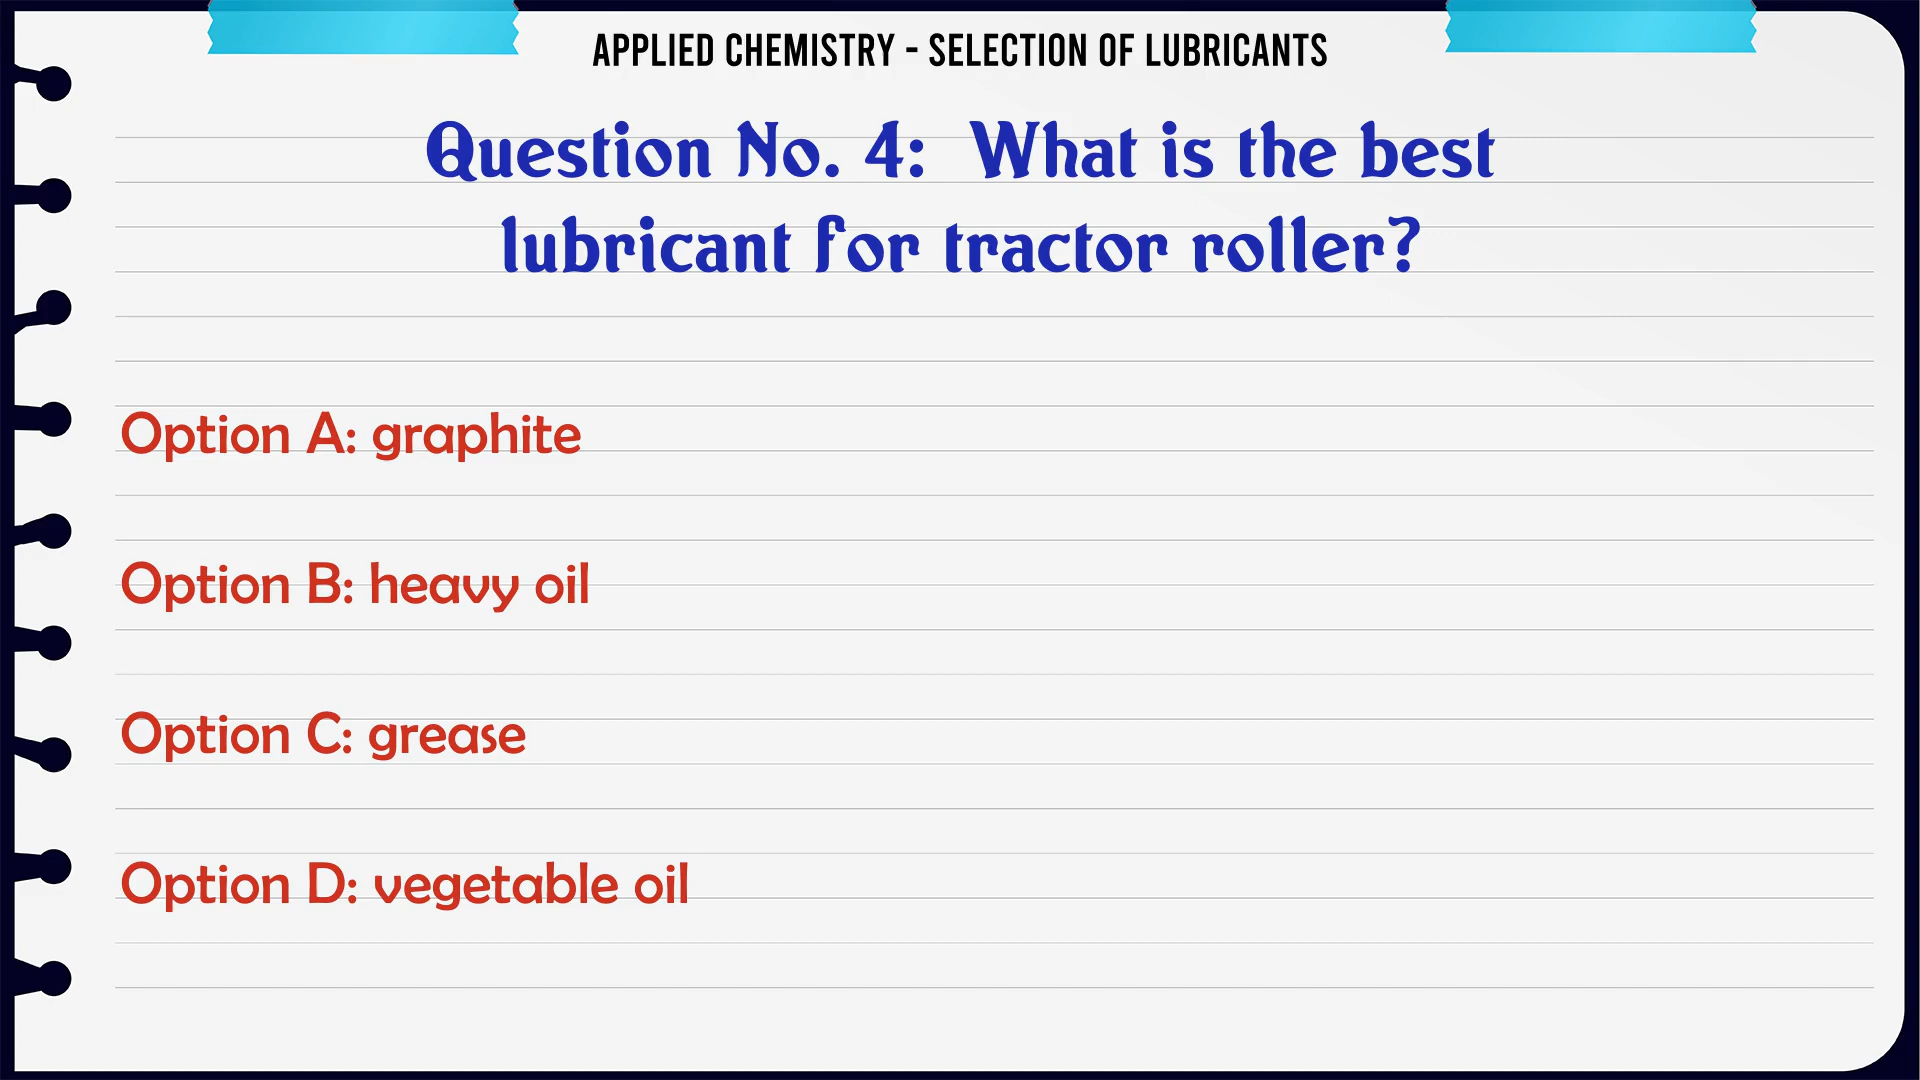 APPLIED CHEMISTRY - SELECTION OF LUBRICANTS
Question No. 4: What is the best
lubricant for tractor roller?
Option A: graphite
Option B: heavy oil
Option C: grease
Option D: vegetable oil